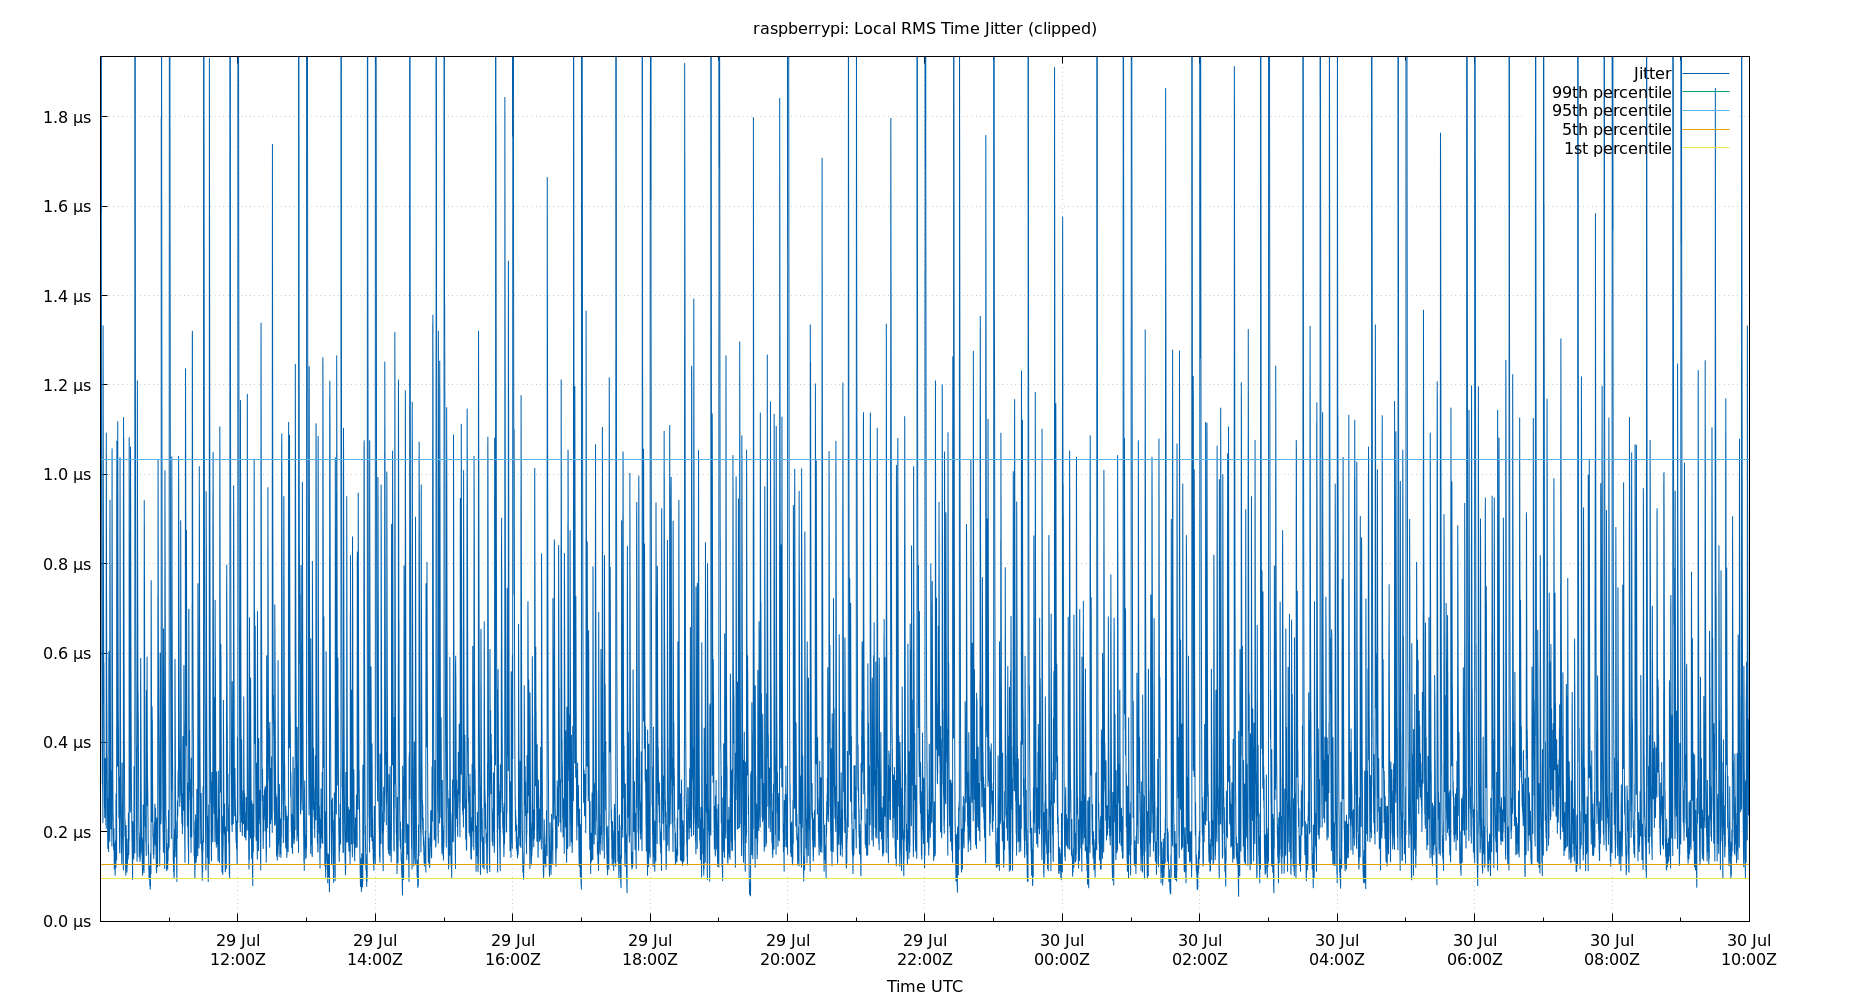 raspberrypi: Local RMS Time Jitter (clipped)
Jitter
99th percentile
95th percentile
5th percentile
1st percentile
1.8 µs
1.6 µs
1.4 µs
1.2 µs
1.0 µs
0.8 µs
0.6 µs
0.4 µs
0.2 µs
0.0 µs
29 Jul 29 Jul 29 Jul 29 Jul 29 Jul 29 Jul 30 Jul 30 Jul 30 Jul 30 Jul 30 Jul 30 Jul
12:00Z 14:00Z 16:00Z 18:00Z 20:00Z 22:00Z 00:00Z 02:00Z 04:00Z 06:00Z 08:00Z 10:00Z
Time UTC